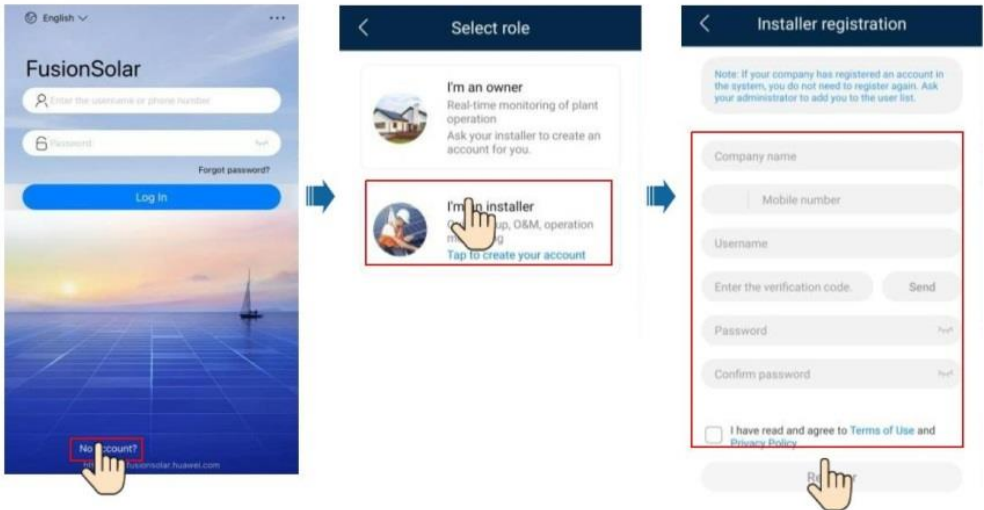 English
FusionSolar
Enter the username or phone number
Password
Forgot password?
Log In
No account?
fusionsolar.huawei.com
Select role
I'm an owner
Real-time monitoring of plant
operation
Ask your installer to create an
account for you.
I'm an installer
up, O&M, operation
Tap to create your account
Installer registration
Note: If your company has registered an account in
the system, you do not need to register again. Ask
your administrator to add you to the user list.
Company name
Mobile number
Username
Enter the verification code.
Send
Password
Confirm password
I have read and agree to Terms of Use and
Privacy Policy